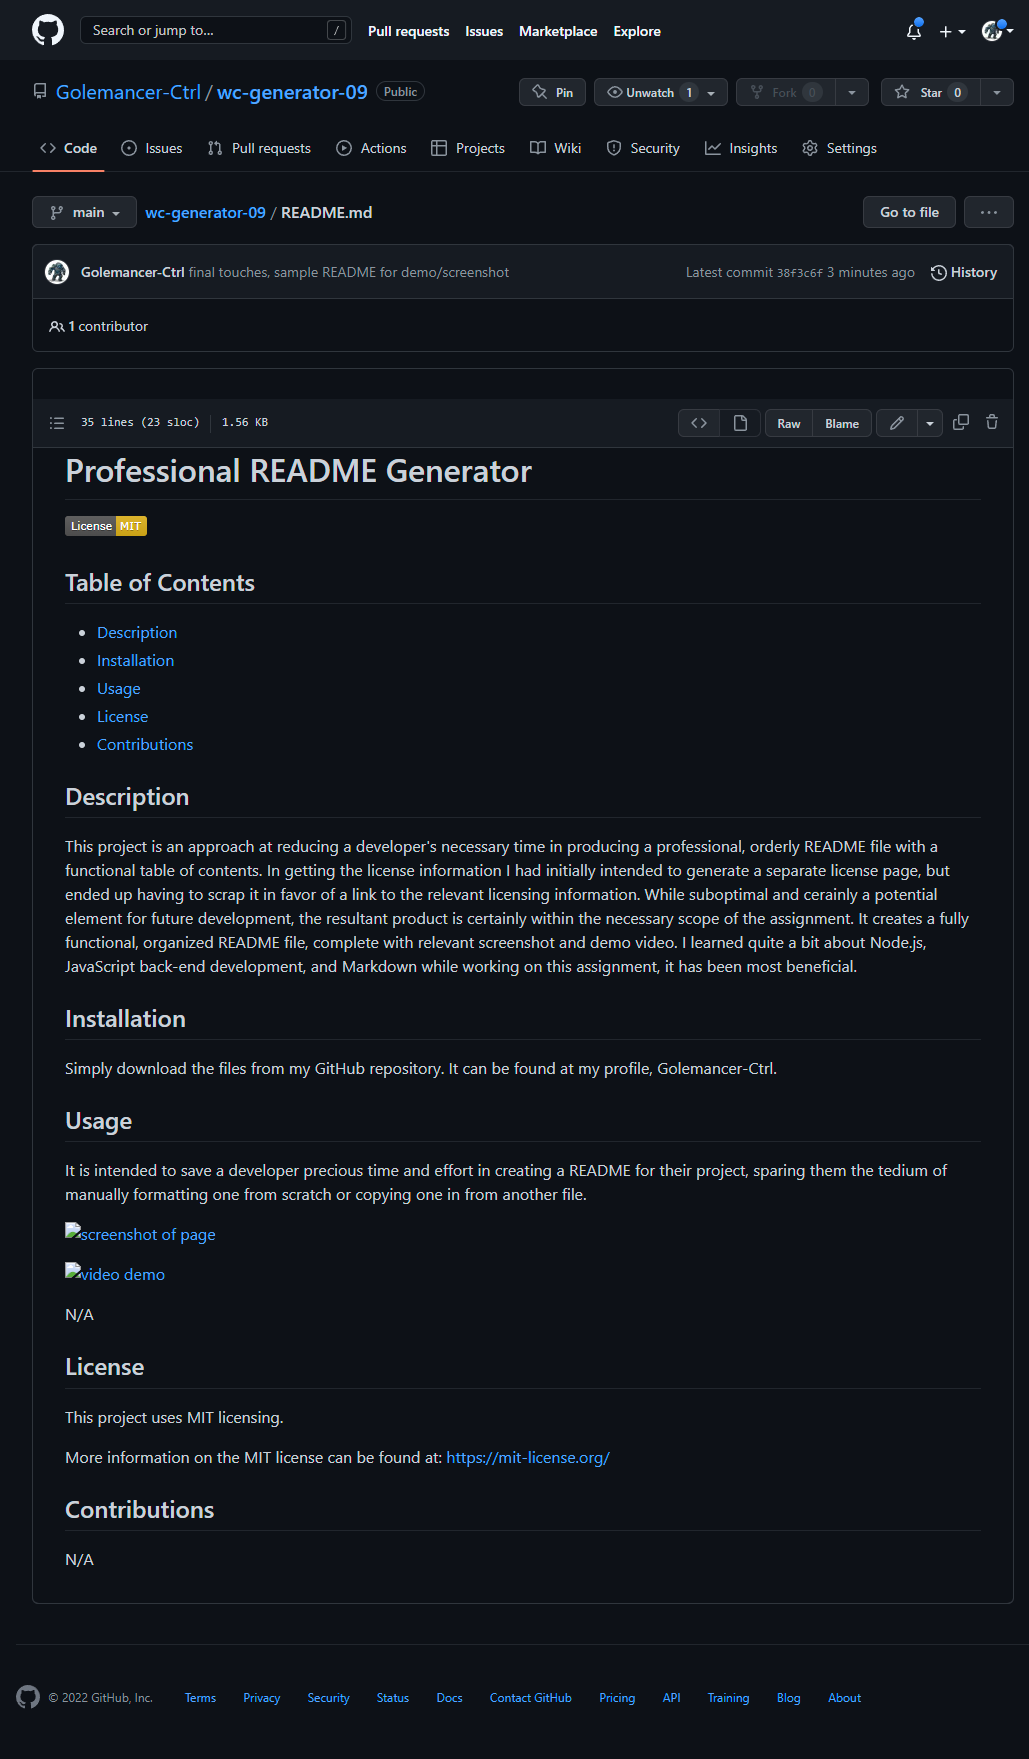 Search or jump to... /
Pull requests Issues Marketplace Explore
Golemancer-Ctrl / wc-generator-09 Public
Pin Unwatch 1 Fork 0 Star 0
Code Issues Pull requests Actions Projects Wiki Security Insights Settings
main wc-generator-09 / README.md Go to file ...
Golemancer-Ctrl final touches, sample README for demo/screenshot Latest commit 38f3c6f 3 minutes ago History
1 contributor
35 lines (23 sloc) 1.56 KB Raw Blame
Professional README Generator
License MIT
Table of Contents
Description
Installation
Usage
License
Contributions
Description
This project is an approach at reducing a developer's necessary time in producing a professional, orderly README file with a
functional table of contents. In getting the license information I had initially intended to generate a separate license page, but
ended up having to scrap it in favor of a link to the relevant licensing information. While suboptimal and cerainly a potential
element for future development, the resultant product is certainly within the necessary scope of the assignment. It creates a fully
functional, organized README file, complete with relevant screenshot and demo video. I learned quite a bit about Node.js,
JavaScript back-end development, and Markdown while working on this assignment, it has been most beneficial.
Installation
Simply download the files from my GitHub repository. It can be found at my profile, Golemancer-Ctrl.
Usage
It is intended to save a developer precious time and effort in creating a README for their project, sparing them the tedium of
manually formatting one from scratch or copying one in from another file.
screenshot of page
video demo
N/A
License
This project uses MIT licensing.
More information on the MIT license can be found at: https://mit-license.org/
Contributions
N/A
© 2022 GitHub, Inc. Terms Privacy Security Status Docs Contact GitHub Pricing API Training Blog About